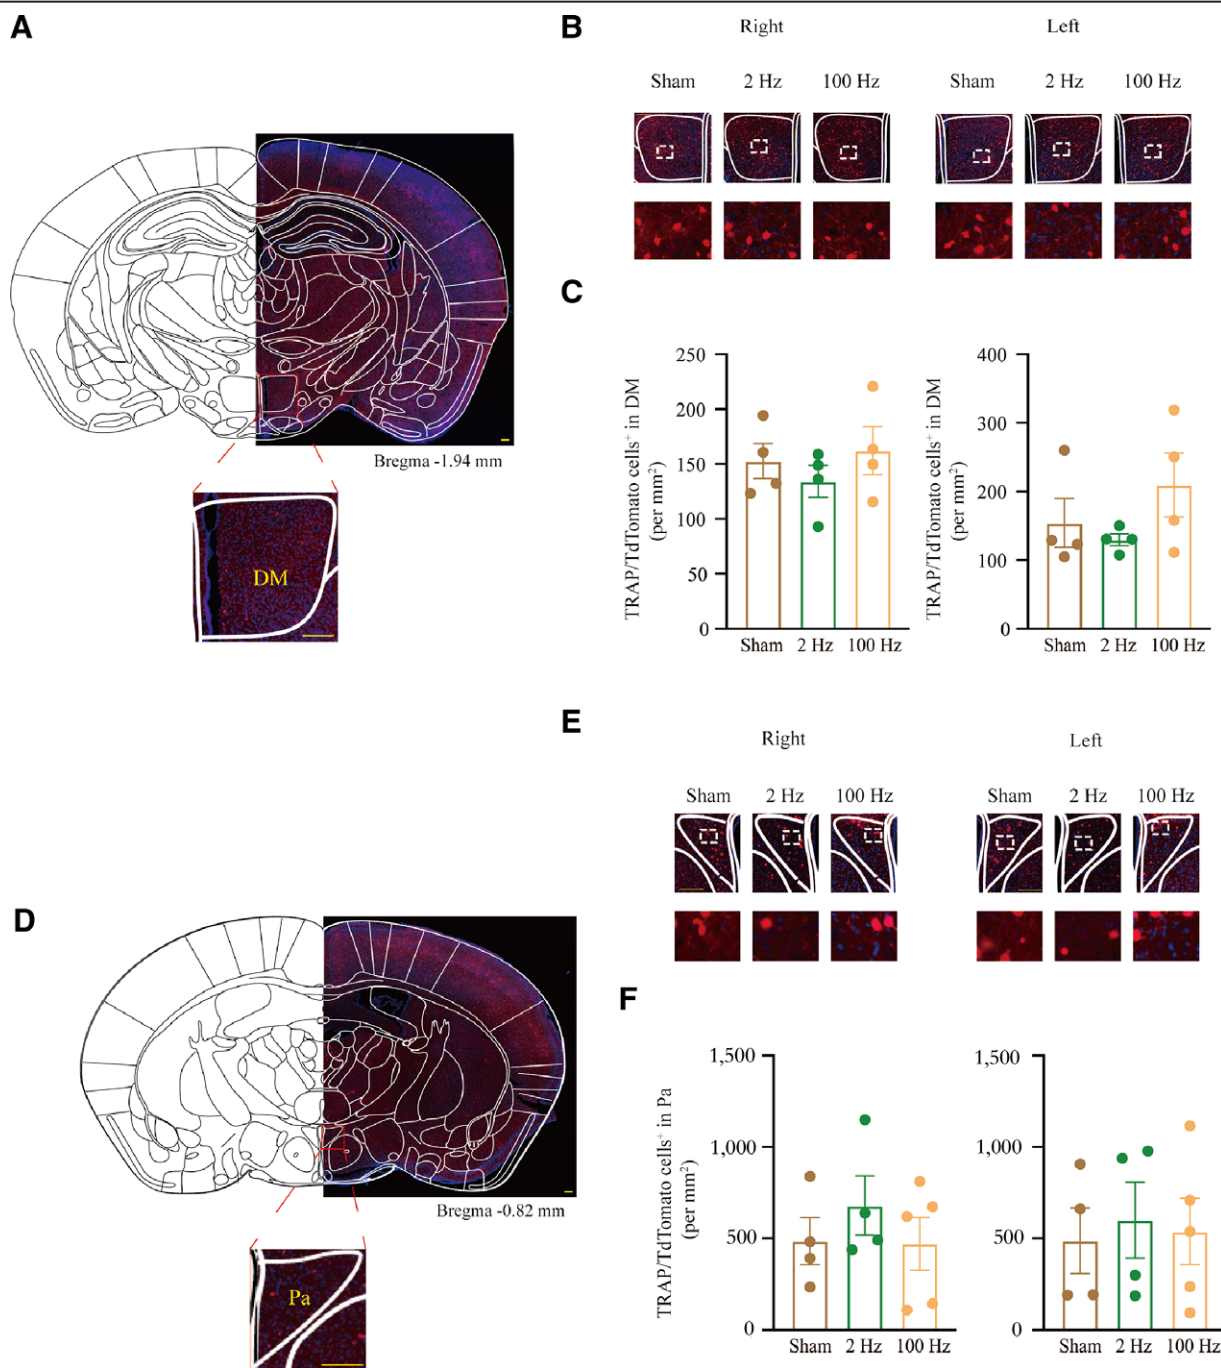 A
Bregma -1.94 mm
DM
B
Right Left
Sham 2 Hz 100 Hz Sham 2 Hz 100 Hz
C
TRAP/TdTomato cells⁺ in DM
(per mm²)
250
200
150
100
50
0
Sham 2 Hz 100 Hz
TRAP/TdTomato cells⁺ in DM
(per mm²)
400
300
200
100
0
Sham 2 Hz 100 Hz
D
Bregma -0.82 mm
Pa
E
Right Left
Sham 2 Hz 100 Hz Sham 2 Hz 100 Hz
F
TRAP/TdTomato cells⁺ in Pa
(per mm²)
1,500
1,000
500
0
Sham 2 Hz 100 Hz
1,500
1,000
500
0
Sham 2 Hz 100 Hz